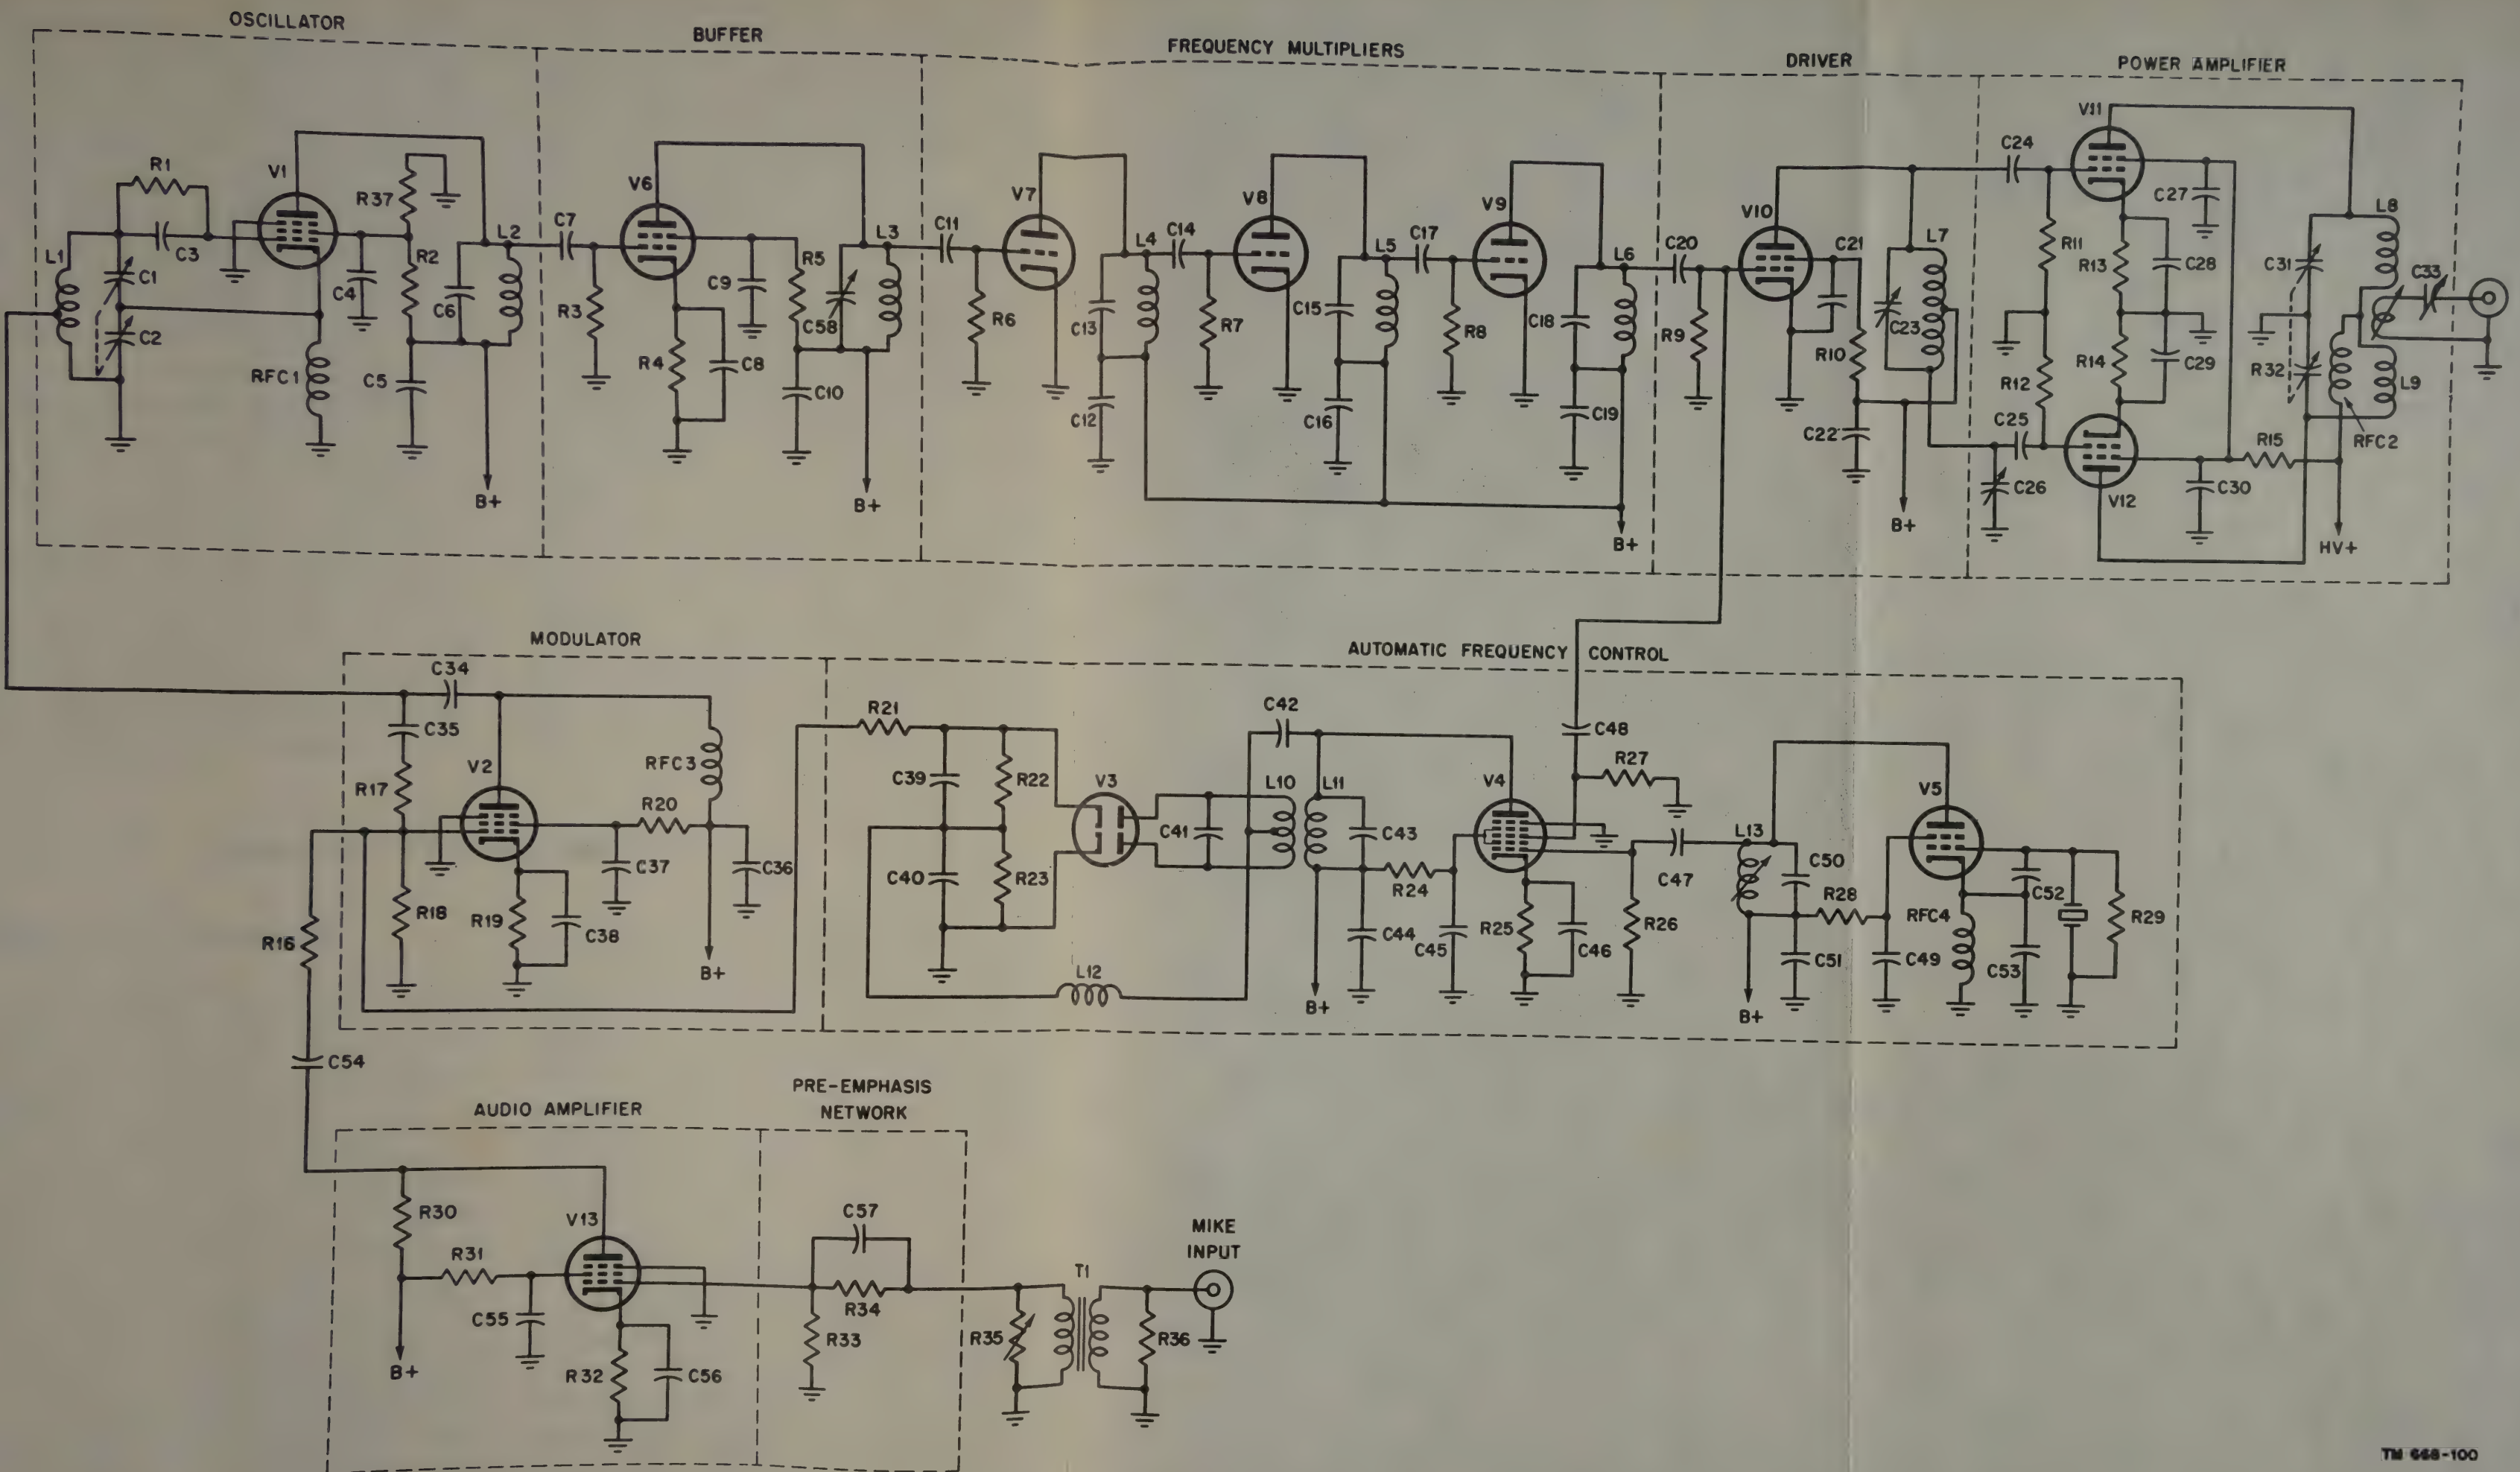 OSCILLATOR
BUFFER
FREQUENCY MULTIPLIERS
DRIVER
POWER AMPLIFIER
R1
V1
R37
L1
C3
C1
C2
RFC1
C4
R2
C5
C6
L2
B+
C7
R3
V6
R4
C8
C9
R5
C58
C10
L3
B+
C11
R6
V7
C13
C12
L4
C14
R7
V8
C15
C16
L5
C17
R8
V9
C18
C19
L6
B+
C20
R9
V10
C21
R10
C22
C23
L7
B+
C24
V11
R11
R12
R13
R14
C27
C28
C29
C25
C26
V12
C30
R15
C31
R32
L8
L9
C33
RFC2
HV+
MODULATOR
AUTOMATIC FREQUENCY CONTROL
C34
C35
R17
V2
RFC3
R20
C37
C36
R18
R19
C38
B+
R16
C54
R21
C39
R22
C40
R23
V3
L12
C41
C42
L10
L11
C43
C44
B+
R24
C45
V4
R25
C46
C48
R27
C47
R26
L13
C50
C51
B+
R28
C49
V5
RFC4
C52
C53
R29
AUDIO AMPLIFIER
PRE-EMPHASIS
NETWORK
R30
R31
C55
V13
R32
C56
B+
C57
R34
R33
R35
T1
R36
MIKE
INPUT
TM 668-100